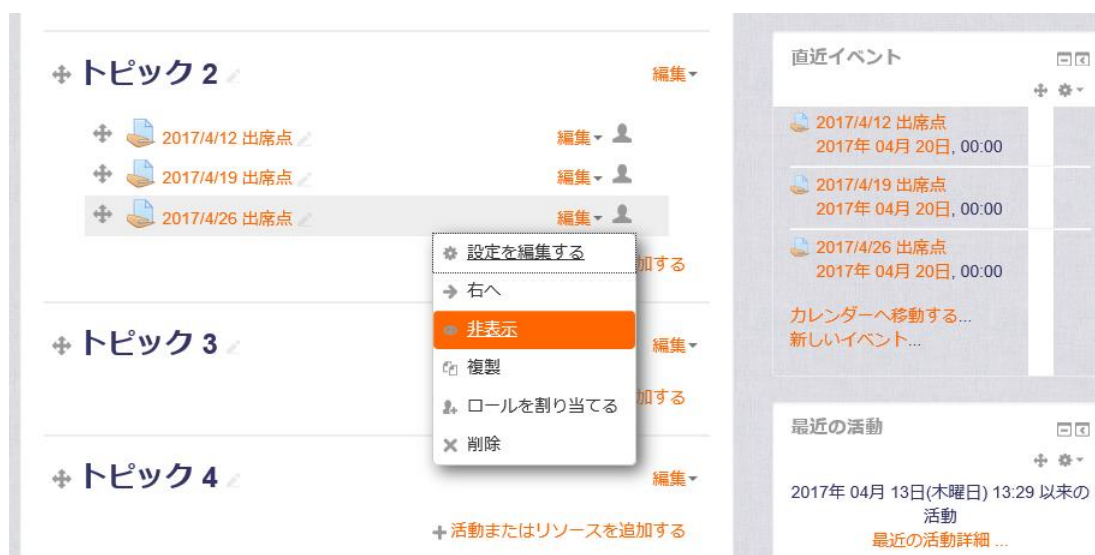 トピック 2
編集
2017/4/12 出席点
編集
2017/4/19 出席点
編集
2017/4/26 出席点
編集
設定を編集する
加する
右へ
非表示
複製
ロールを割り当てる
削除
トピック 3
編集
加する
トピック 4
編集
活動またはリソースを追加する
直近イベント
2017/4/12 出席点
2017年 04月 20日, 00:00
2017/4/19 出席点
2017年 04月 20日, 00:00
2017/4/26 出席点
2017年 04月 20日, 00:00
カレンダーへ移動する...
新しいイベント...
最近の活動
2017年 04月 13日(木曜日) 13:29 以来の
活動
最近の活動詳細 ...